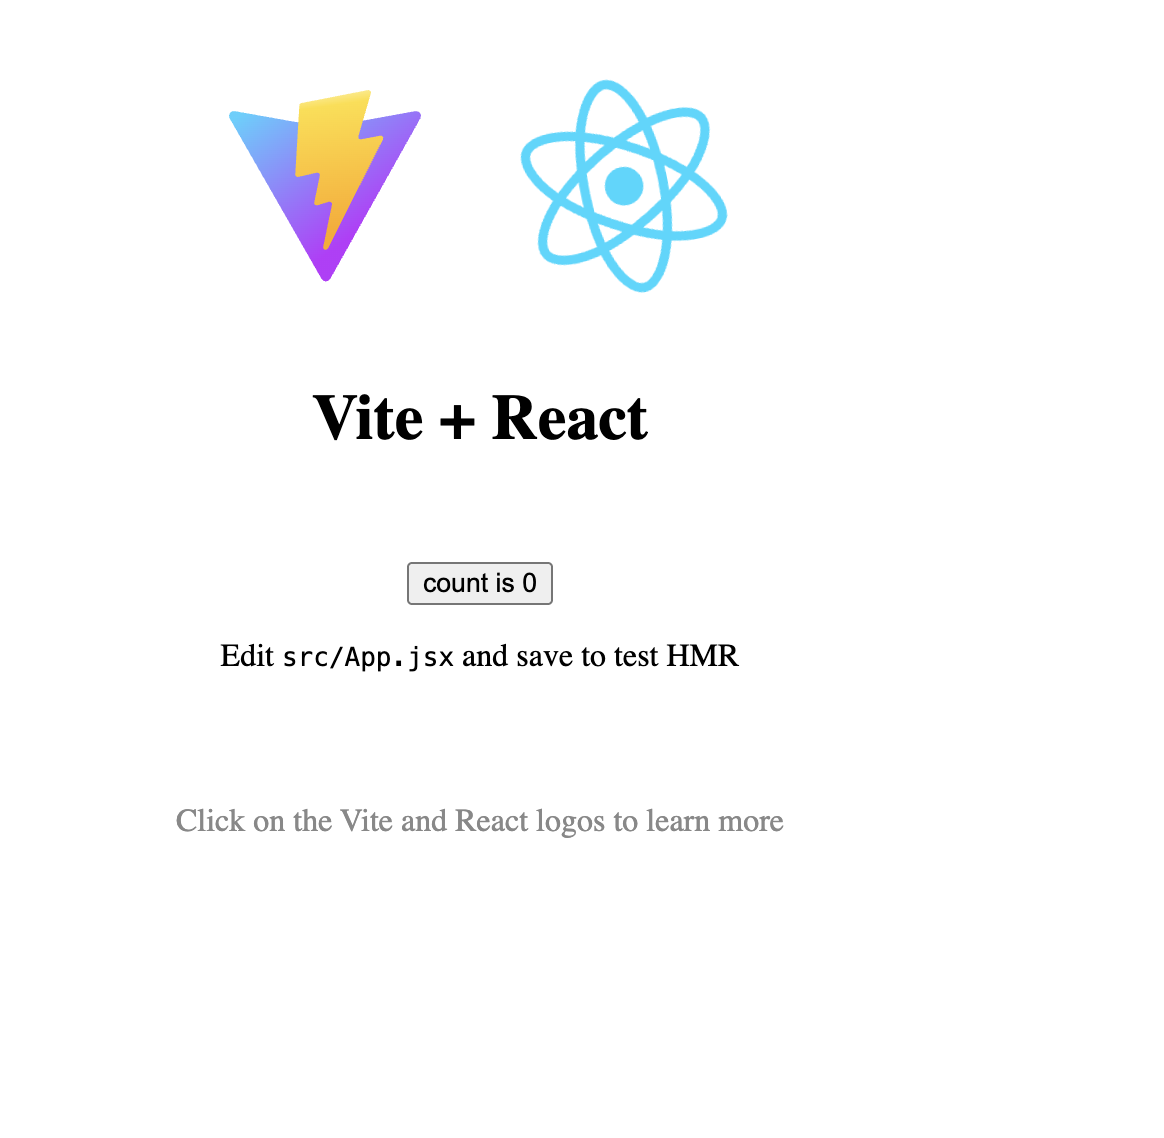 Vite + React
count is 0
Edit src/App.jsx and save to test HMR
Click on the Vite and React logos to learn more